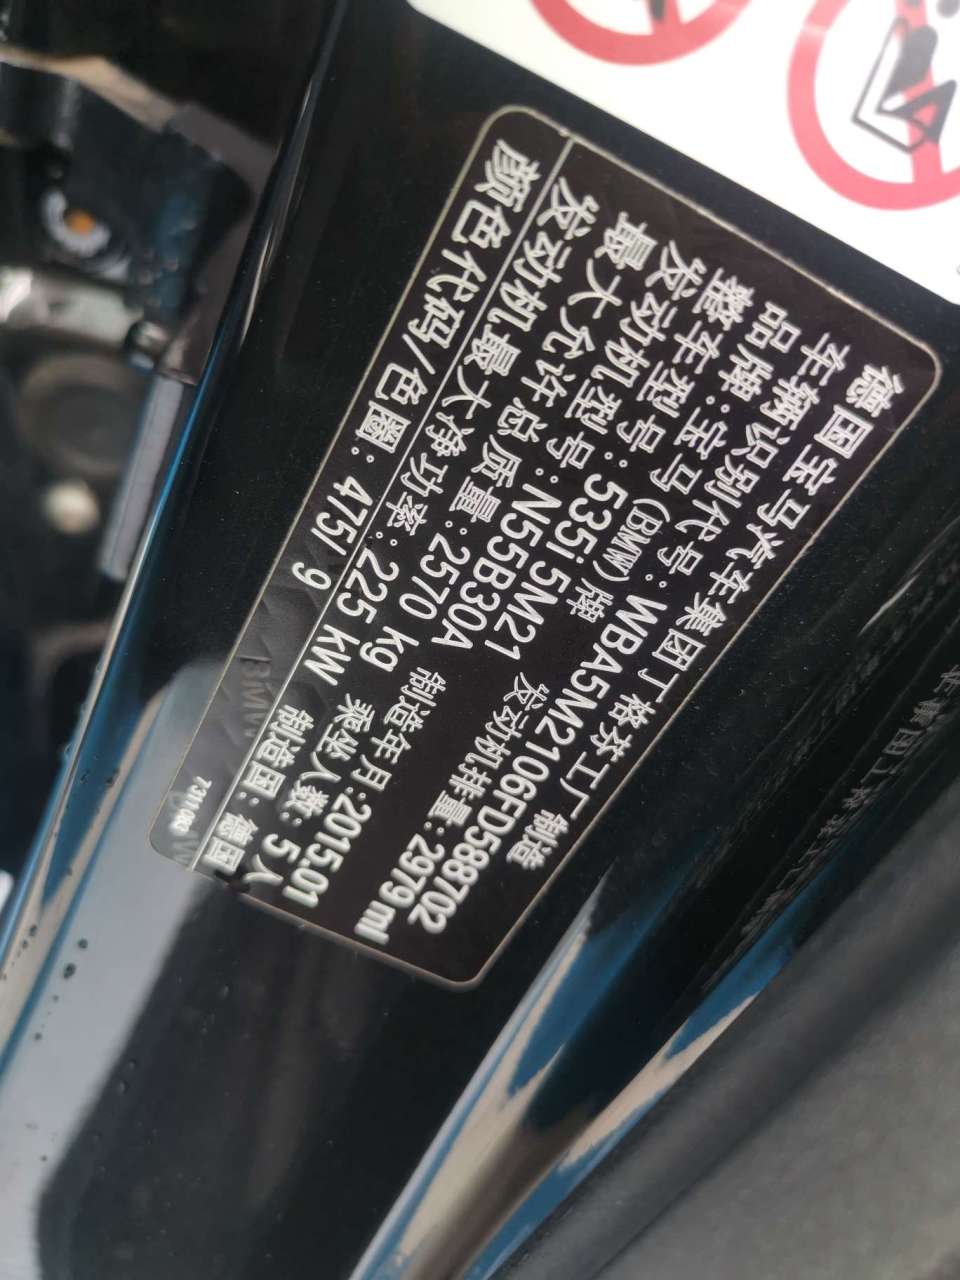 德国宝马汽车集团丁格芬工厂 制造
车辆识别代号: WBA5M2106FD588702
品牌: 宝马 (BMW) 牌
整车型号: 535i 5M21 发动机排量: 2979 ml
发动机型号: N55B30A
最大允许总质量: 2570 kg 制造年月: 2015.01
发动机最大净功率: 225 kW 乘坐人数: 5 人
制造国: 德国
颜色代码/色圈: 475/ 9
BMW